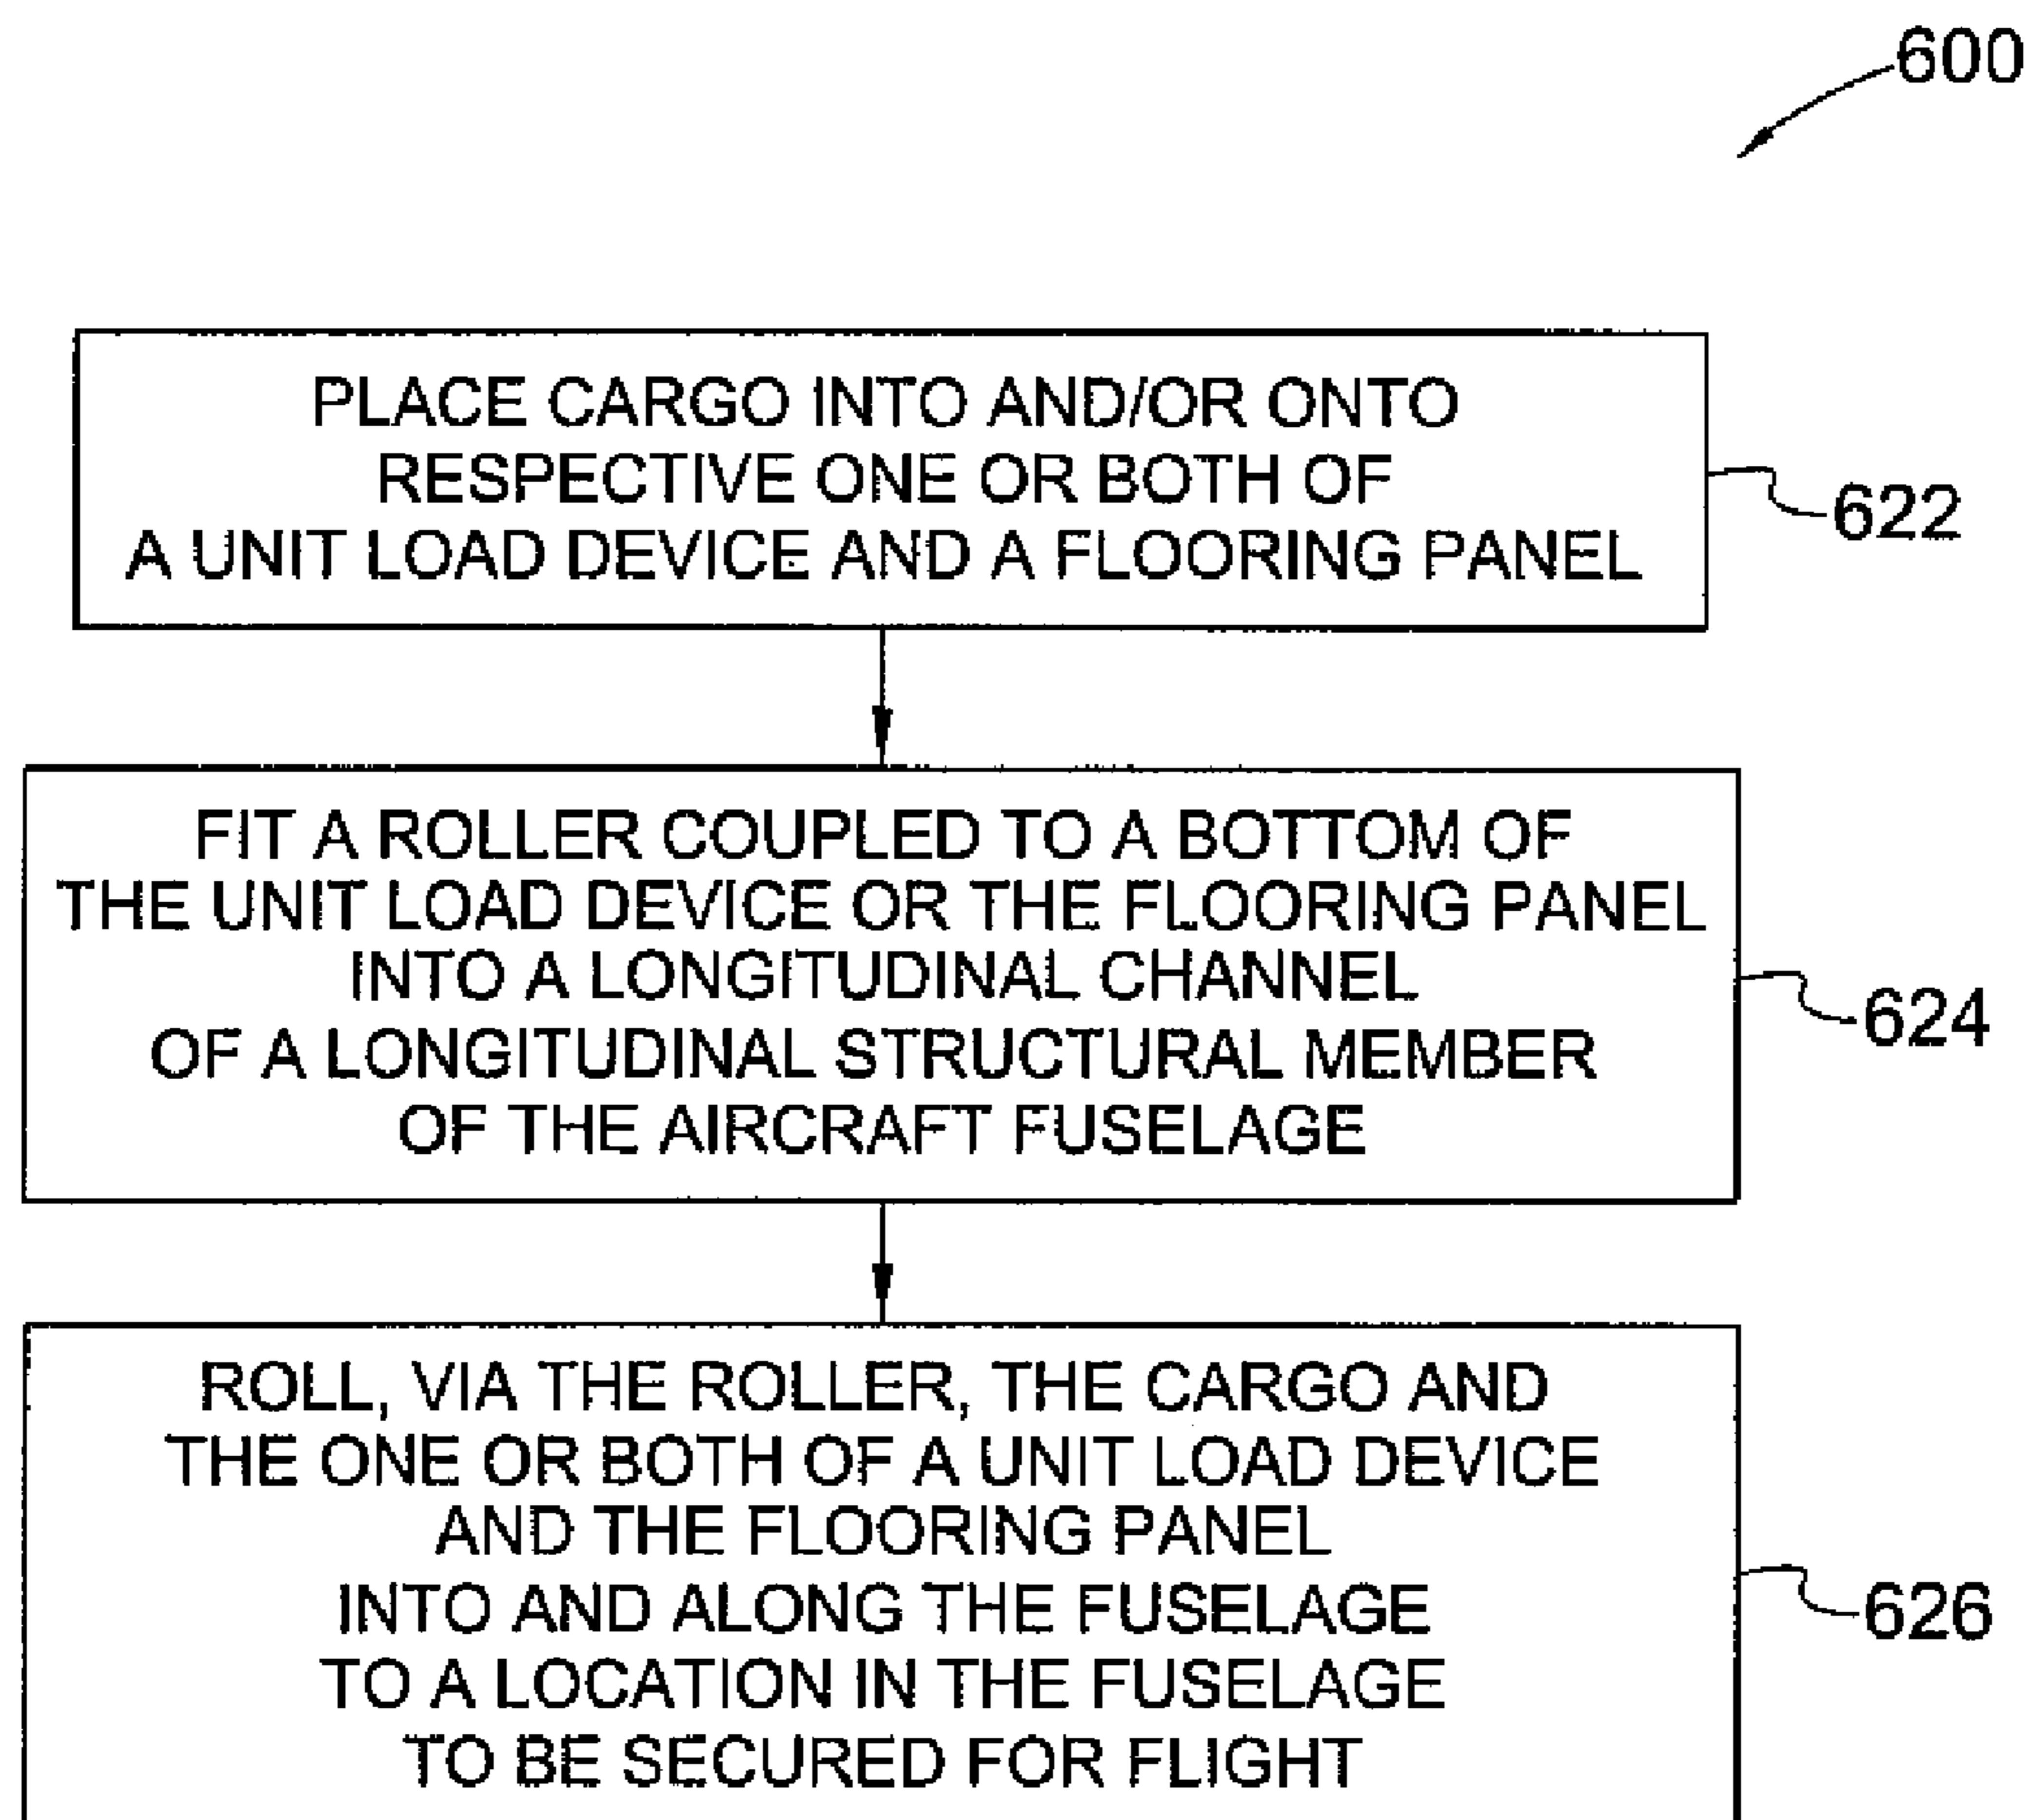 600
PLACE CARGO INTO AND/OR ONTO
RESPECTIVE ONE OR BOTH OF
A UNIT LOAD DEVICE AND A FLOORING PANEL
622
FIT A ROLLER COUPLED TO A BOTTOM OF
THE UNIT LOAD DEVICE OR THE FLOORING PANEL
INTO A LONGITUDINAL CHANNEL
OF A LONGITUDINAL STRUCTURAL MEMBER
OF THE AIRCRAFT FUSELAGE
624
ROLL, VIA THE ROLLER, THE CARGO AND
THE ONE OR BOTH OF A UNIT LOAD DEVICE
AND THE FLOORING PANEL
INTO AND ALONG THE FUSELAGE
TO A LOCATION IN THE FUSELAGE
TO BE SECURED FOR FLIGHT
626